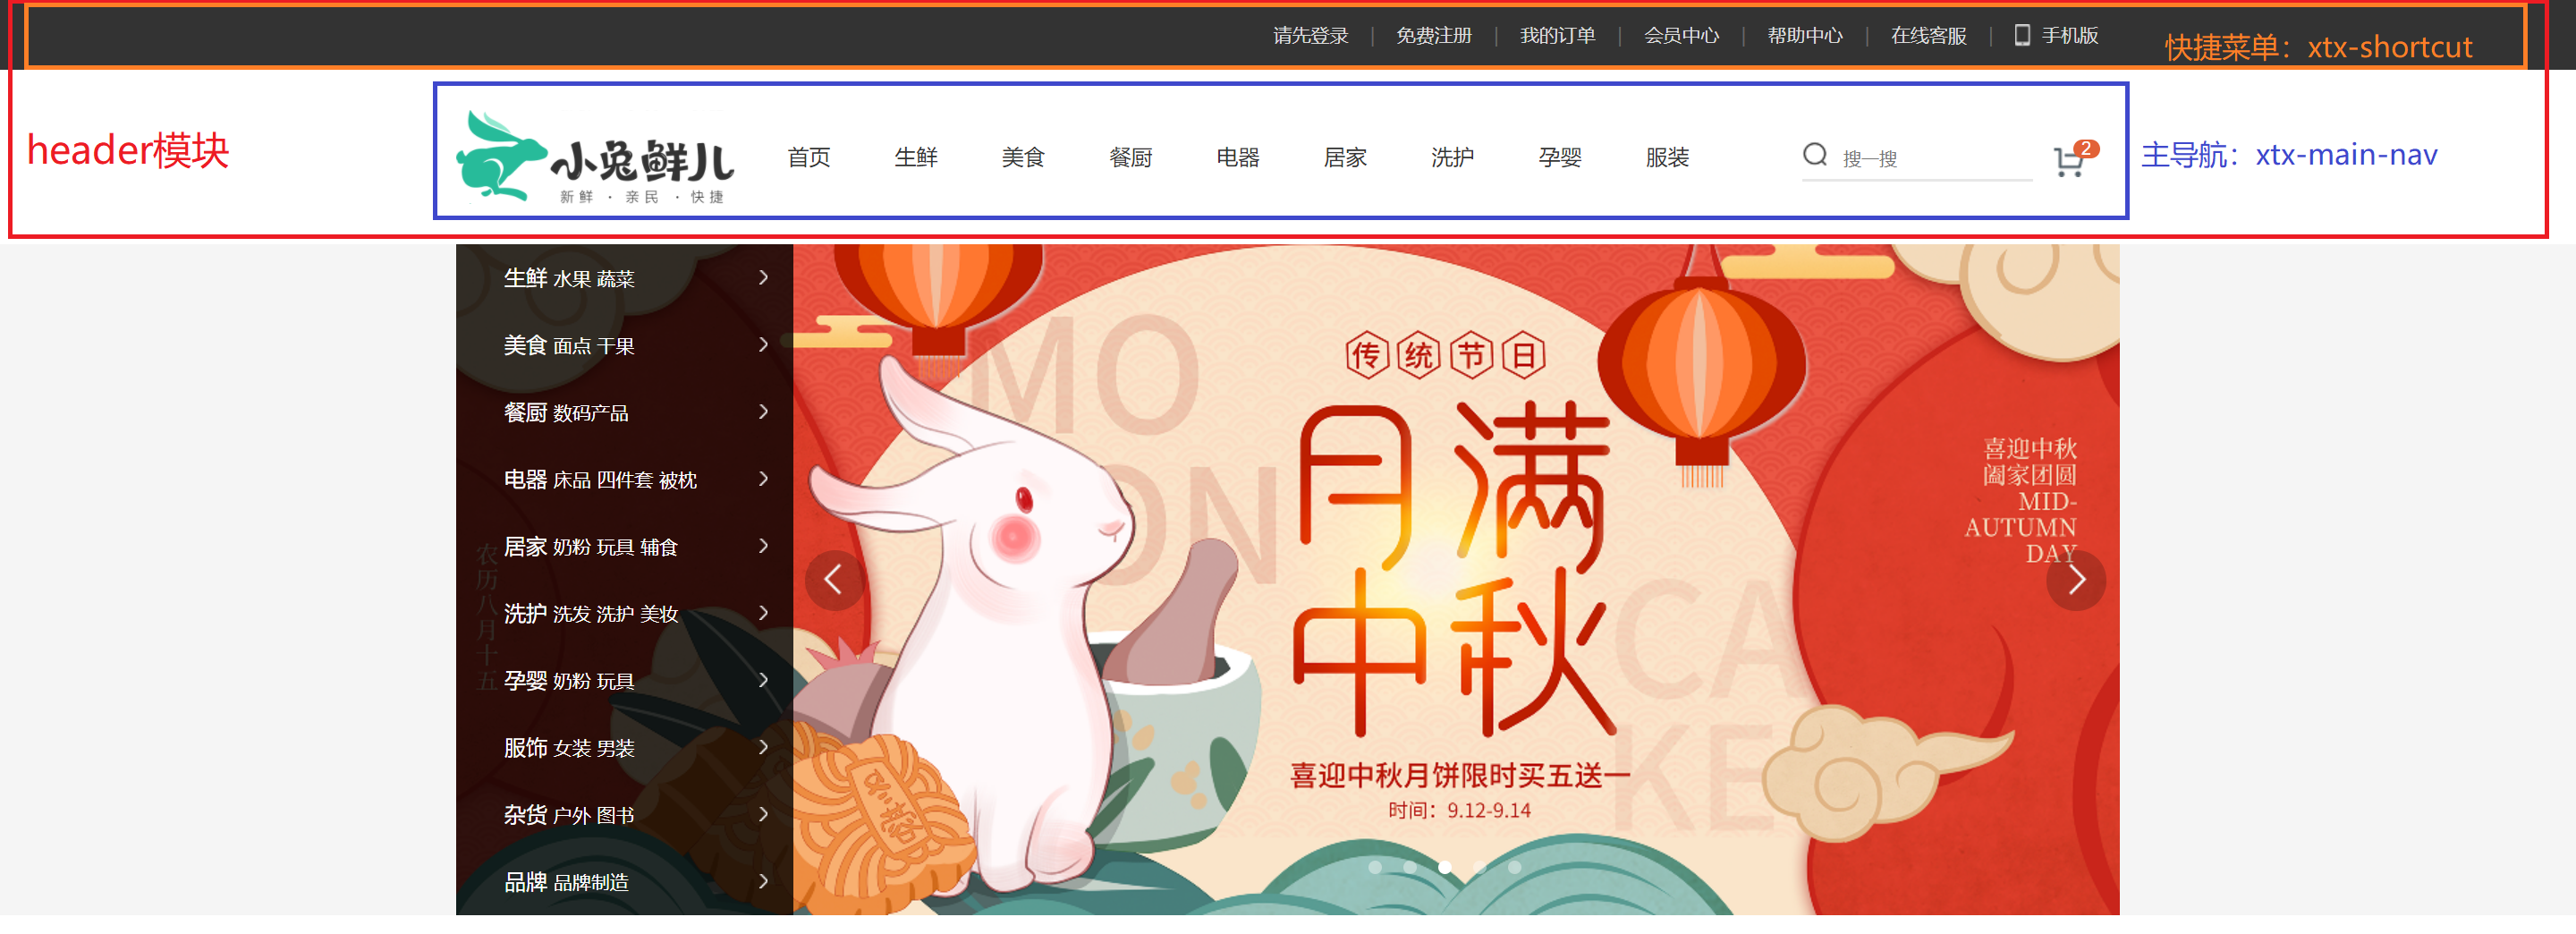 请先登录 | 免费注册 | 我的订单 | 会员中心 | 帮助中心 | 在线客服 | 手机版
快捷菜单：xtx-shortcut
header模块
小兔鲜儿
新鲜 · 亲民 · 快捷
首页 生鲜 美食 餐厨 电器 居家 洗护 孕婴 服装
搜一搜
2
主导航：xtx-main-nav
生鲜 水果 蔬菜
美食 面点 干果
餐厨 数码产品
电器 床品 四件套 被枕
居家 奶粉 玩具 辅食
洗护 洗发 洗护 美妆
孕婴 奶粉 玩具
服饰 女装 男装
杂货 户外 图书
品牌 品牌制造
农历八月十五
MO
ON
传统节日
月满
中秋
喜迎中秋月饼限时买五送一
时间：9.12-9.14
CA
KE
喜迎中秋
阖家团圆
MID-
AUTUMN
DAY